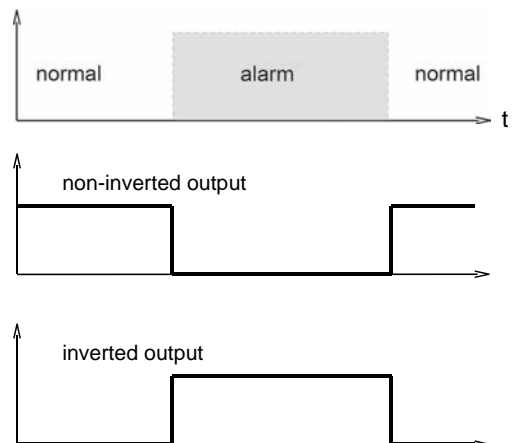 normal alarm normal
t
non-inverted output
inverted output